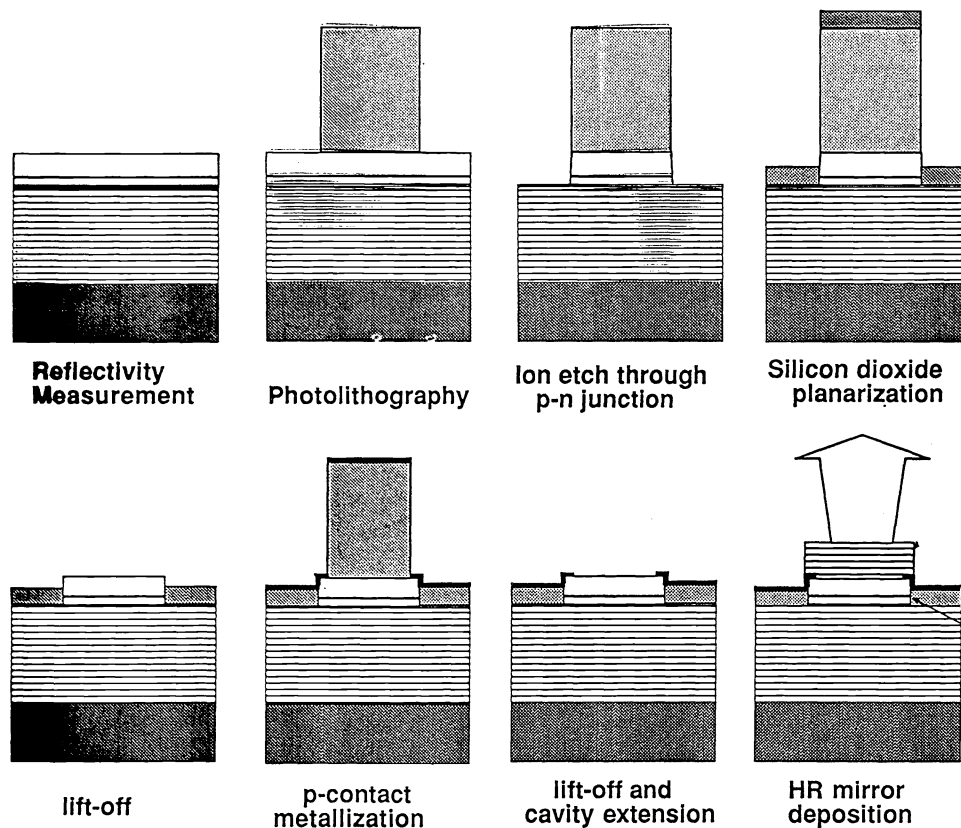 Reflectivity
Measurement
Photolithography
Ion etch through
p-n junction
Silicon dioxide
planarization
lift-off
p-contact
metallization
lift-off and
cavity extension
HR mirror
deposition